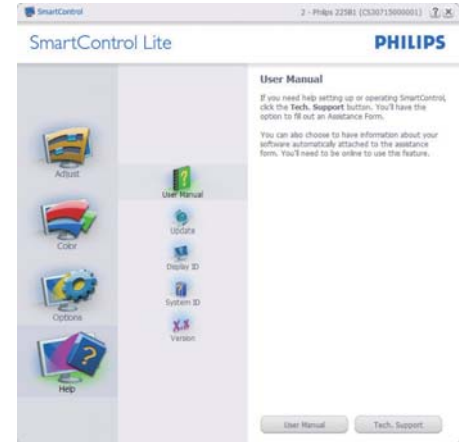 SmartControl
2 - Philips 225B1 (CS30715000001)
?
X
SmartControl Lite
PHILIPS
Adjust
Color
Options
Help
User Manual
Update
Display ID
System ID
X.X
Version
User Manual
If you need help setting up or operating SmartControl,
click the Tech. Support button. You'll have the
option to fill out an Assistance Form.
You can also choose to have information about your
software automatically attached to the assistance
form. You'll need to be online to use this feature.
User Manual
Tech. Support